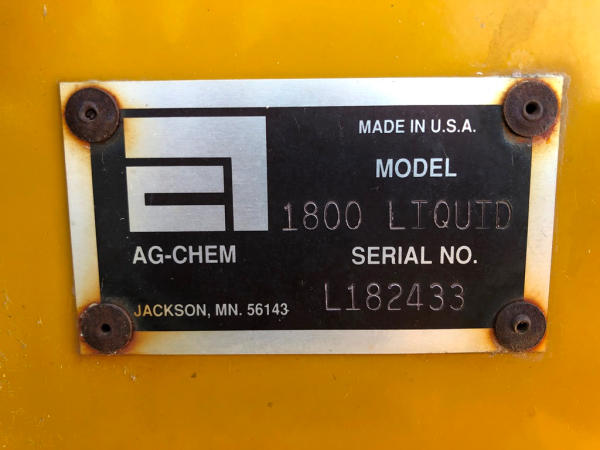 MADE IN U.S.A.
MODEL
1800 LIQUID
AG-CHEM
SERIAL NO.
L182433
JACKSON, MN. 56143